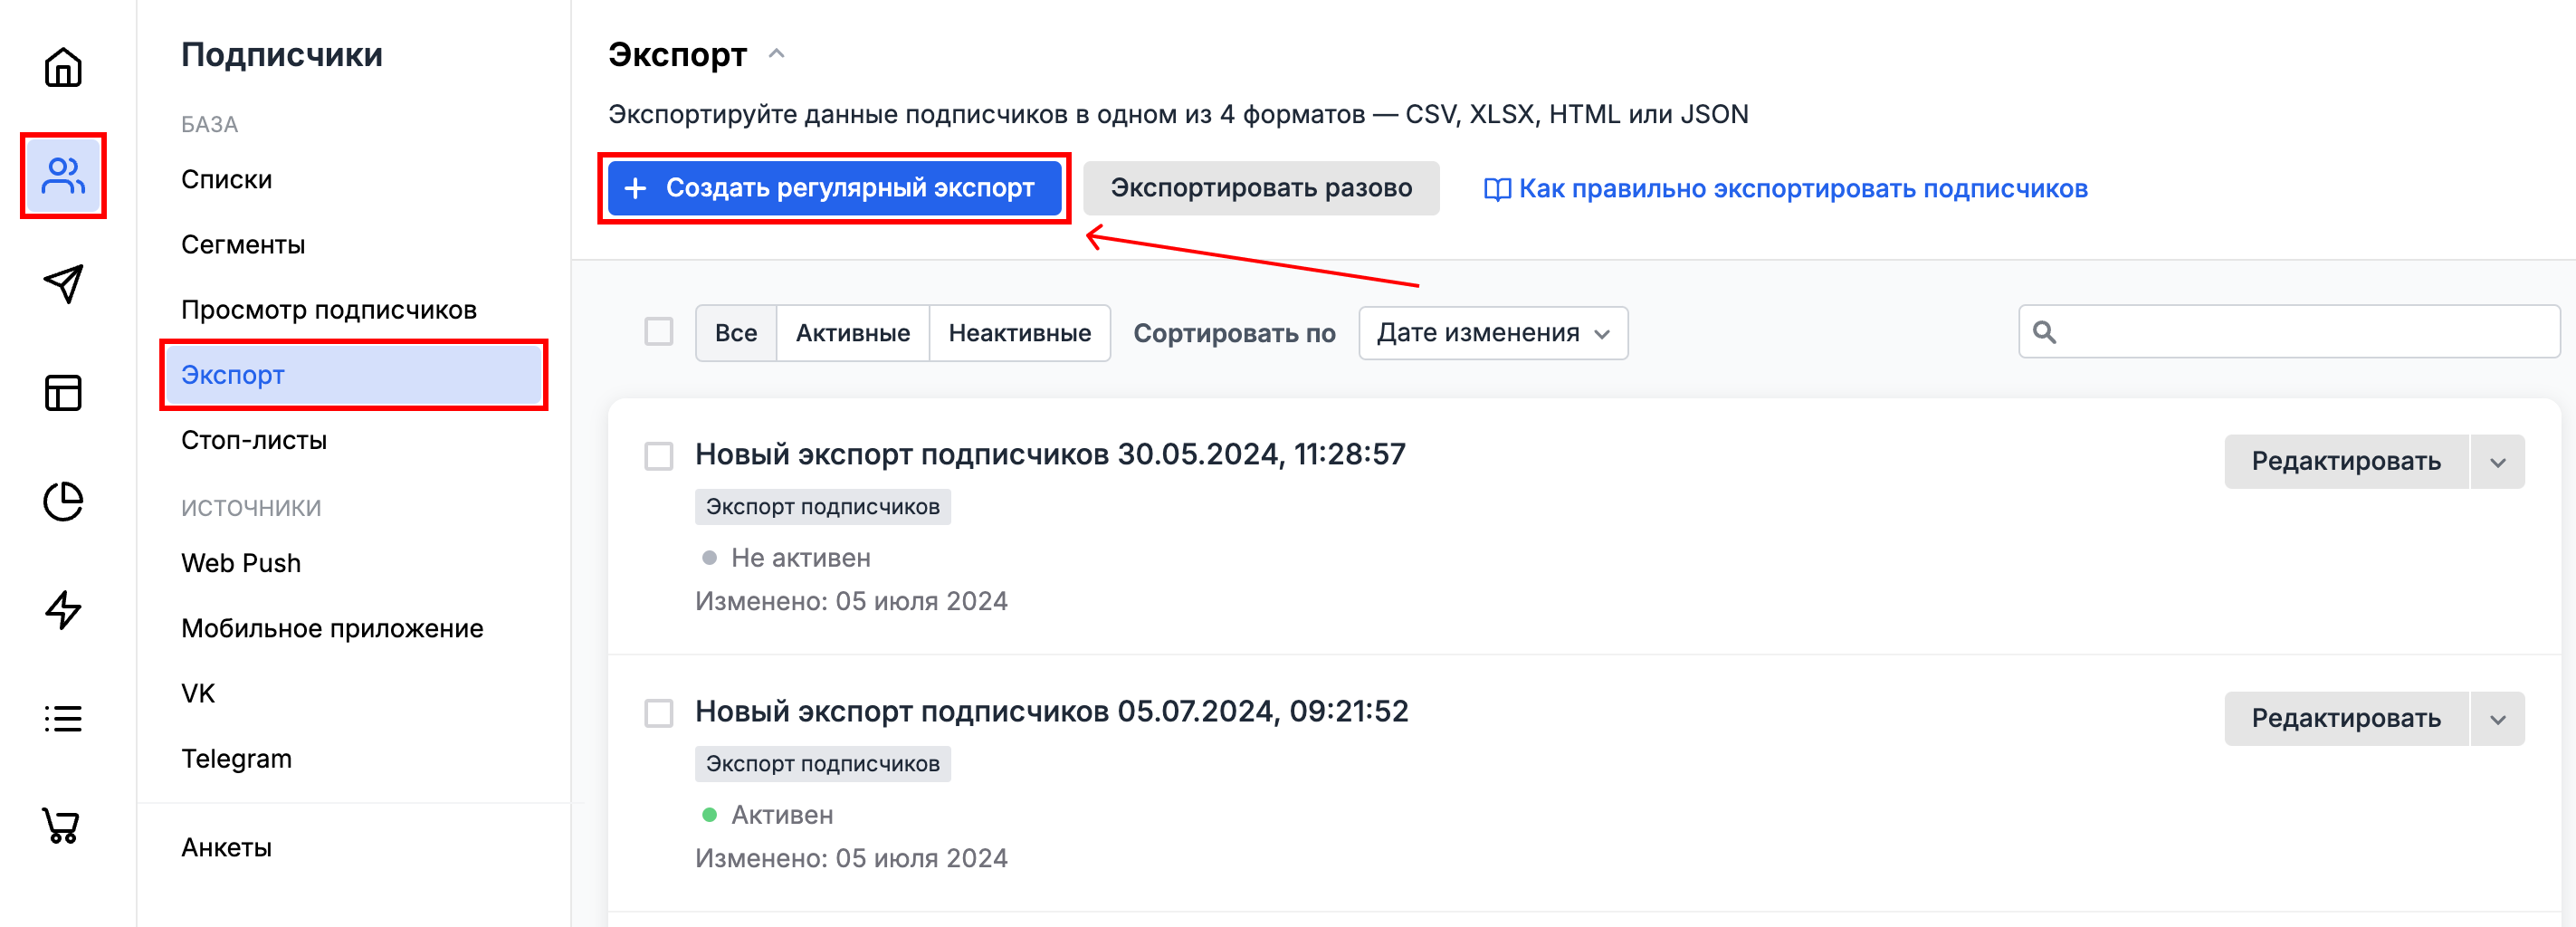 Подписчики
БАЗА
Списки
Сегменты
Просмотр подписчиков
Экспорт
Стоп-листы
ИСТОЧНИКИ
Web Push
Мобильное приложение
VK
Telegram
Анкеты
Экспорт
Экспортируйте данные подписчиков в одном из 4 форматов — CSV, XLSX, HTML или JSON
+ Создать регулярный экспорт
Экспортировать разово
Как правильно экспортировать подписчиков
Все
Активные
Неактивные
Сортировать по
Дате изменения
Новый экспорт подписчиков 30.05.2024, 11:28:57
Редактировать
Экспорт подписчиков
Не активен
Изменено: 05 июля 2024
Новый экспорт подписчиков 05.07.2024, 09:21:52
Редактировать
Экспорт подписчиков
Активен
Изменено: 05 июля 2024